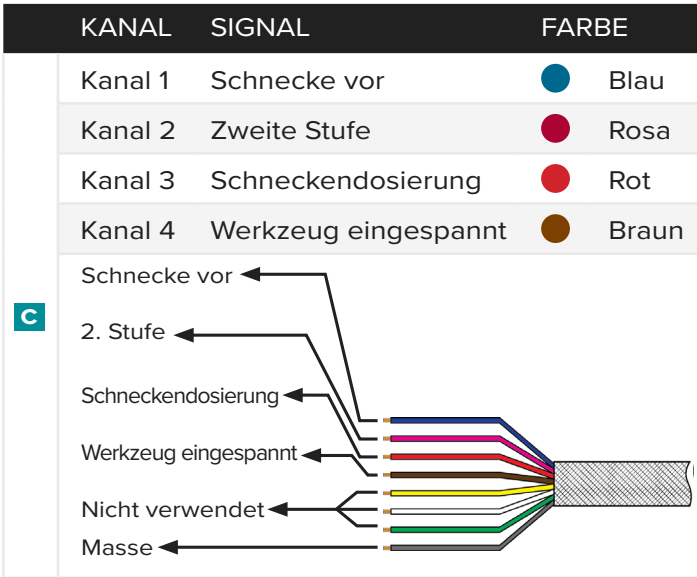 KANAL SIGNAL FARBE
Kanal 1 Schnecke vor Blau
Kanal 2 Zweite Stufe Rosa
Kanal 3 Schneckendosierung Rot
Kanal 4 Werkzeug eingespannt Braun
C
Schnecke vor
2. Stufe
Schneckendosierung
Werkzeug eingespannt
Nicht verwendet
Masse